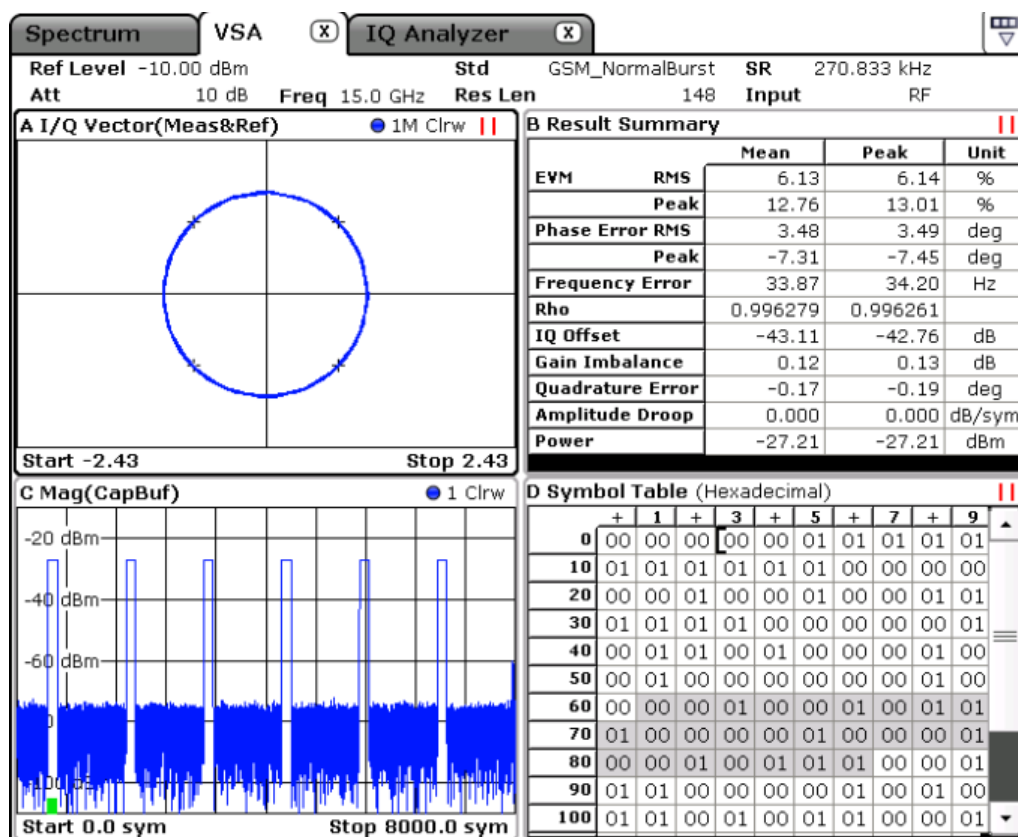 Spectrum VSA X IQ Analyzer X
Ref Level -10.00 dBm Std GSM_NormalBurst SR 270.833 kHz
Att 10 dB Freq 15.0 GHz Res Len 148 Input RF
A I/Q Vector(Meas&Ref) 1M Clrw
Start -2.43 Stop 2.43
B Result Summary
Mean Peak Unit
EVM RMS 6.13 6.14 %
Peak 12.76 13.01 %
Phase Error RMS 3.48 3.49 deg
Peak -7.31 -7.45 deg
Frequency Error 33.87 34.20 Hz
Rho 0.996279 0.996261
IQ Offset -43.11 -42.76 dB
Gain Imbalance 0.12 0.13 dB
Quadrature Error -0.17 -0.19 deg
Amplitude Droop 0.000 0.000 dB/sym
Power -27.21 -27.21 dBm
C Mag(CapBuf) 1 Clrw
-20 dBm
-40 dBm
-60 dBm
Start 0.0 sym Stop 8000.0 sym
D Symbol Table (Hexadecimal)
+ 1 + 3 + 5 + 7 + 9
0 00 00 00 00 00 01 01 01 01 01
10 01 01 01 01 01 01 00 00 00 00
20 00 00 01 00 00 01 00 00 01 01
30 01 01 01 01 00 00 00 00 00 01
40 00 01 01 00 01 00 00 00 01 00
50 00 01 00 00 00 00 00 00 01 00
60 00 00 00 01 00 00 01 00 01 01
70 01 00 00 00 00 01 00 00 00 01
80 00 00 01 00 01 01 01 00 00 01
90 01 01 00 00 00 00 01 00 01 00
100 01 01 00 01 00 01 00 00 00 01